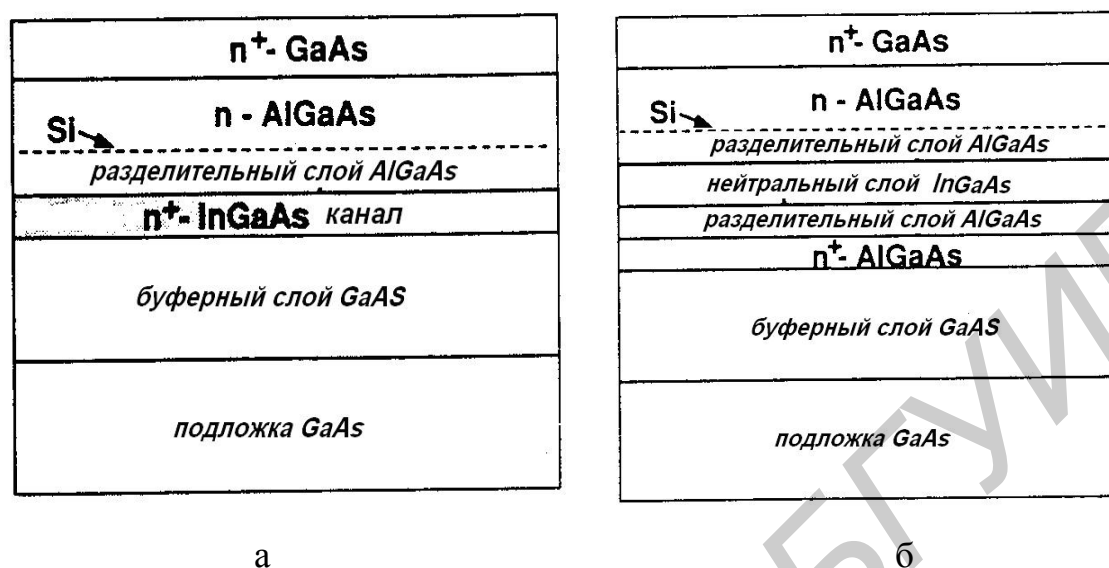 n⁺- GaAs
n - AlGaAs
Si
разделительный слой AlGaAs
n⁺- InGaAs канал
буферный слой GaAS
подложка GaAs
а
n⁺- GaAs
n - AlGaAs
Si
разделительный слой AlGaAs
нейтральный слой InGaAs
разделительный слой AlGaAs
n⁺- AlGaAs
буферный слой GaAS
подложка GaAs
б
БГУИР